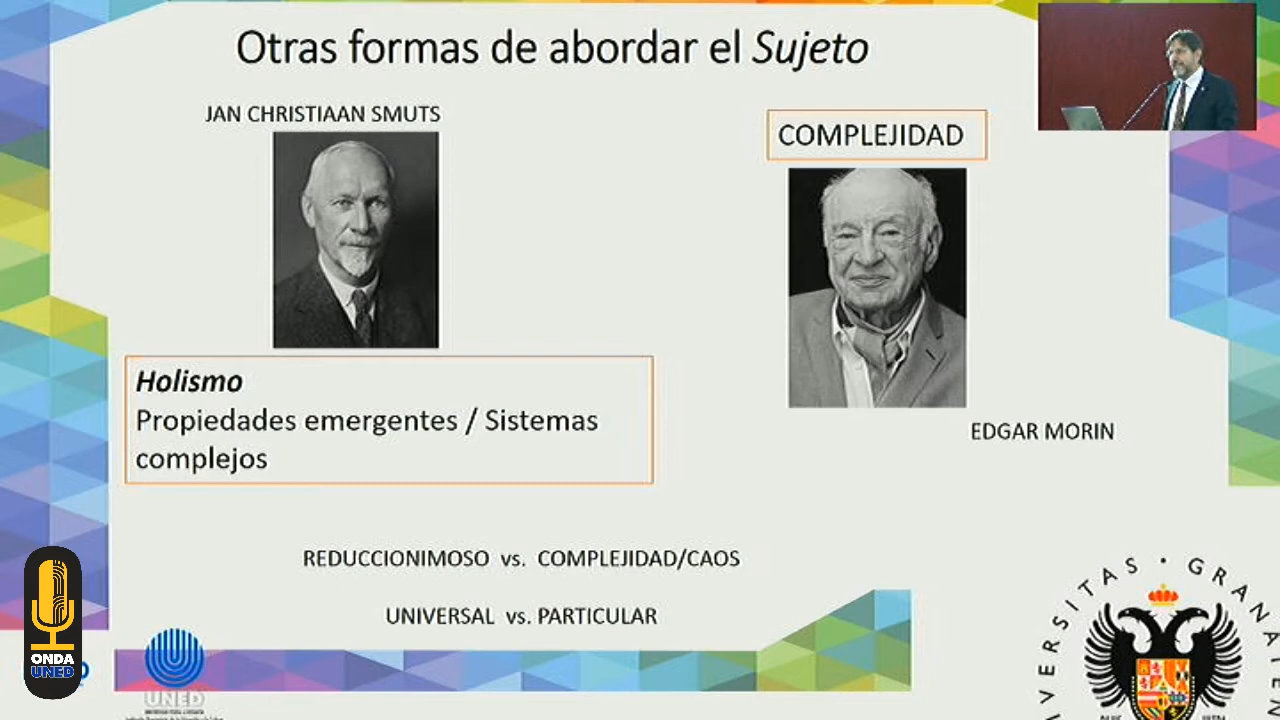 Otras formas de abordar el Sujeto
JAN CHRISTIAAN SMUTS
COMPLEJIDAD
Holismo
Propiedades emergentes / Sistemas
complejos
EDGAR MORIN
REDUCCIONIMOSO vs. COMPLEJIDAD/CAOS
UNIVERSAL vs. PARTICULAR
ONDA
UNED
UNED
VERSITAS · GRANATEN